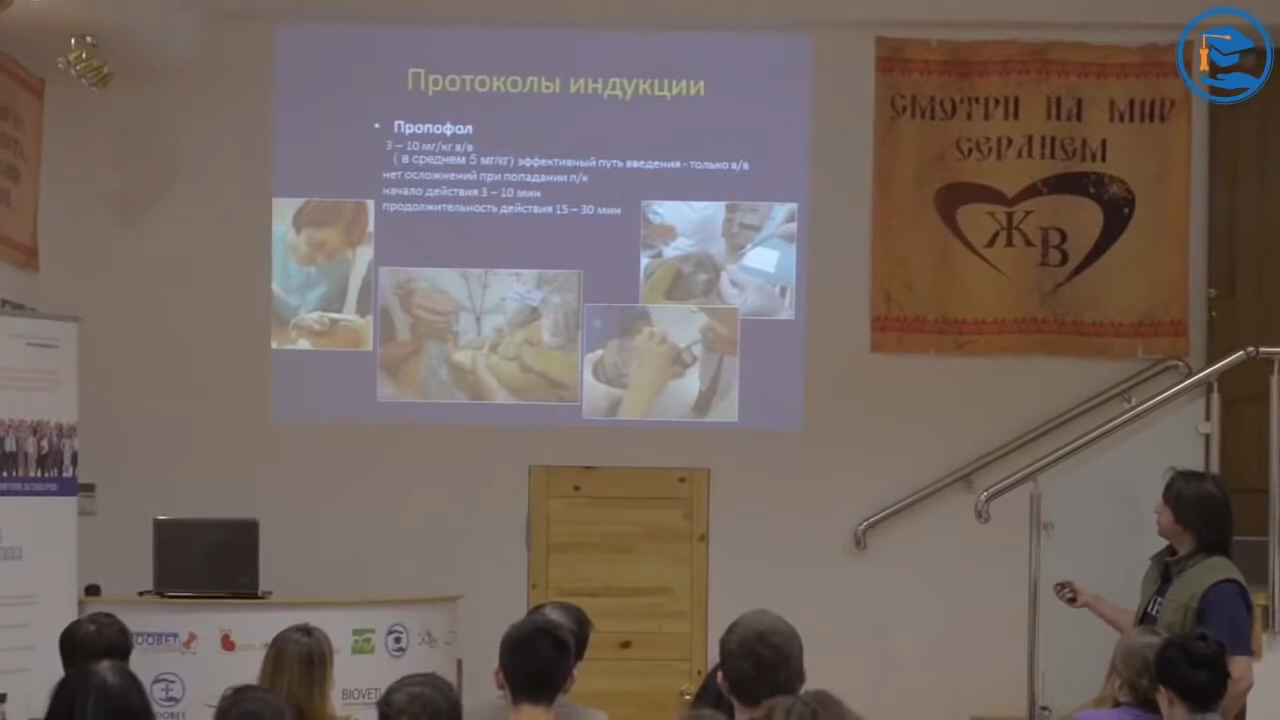 Протоколы индукции
• Пропофол
3 – 10 мг/кг в/в
( в среднем 5 мг/кг) эффективный путь введения - только в/в
нет осложнений при попадании п/к
начало действия 3 – 10 мин
продолжительность действия 15 – 30 мин
СМОТРИ НА МИР
СЕРДЦЕМ
ЖВ
BIOVET